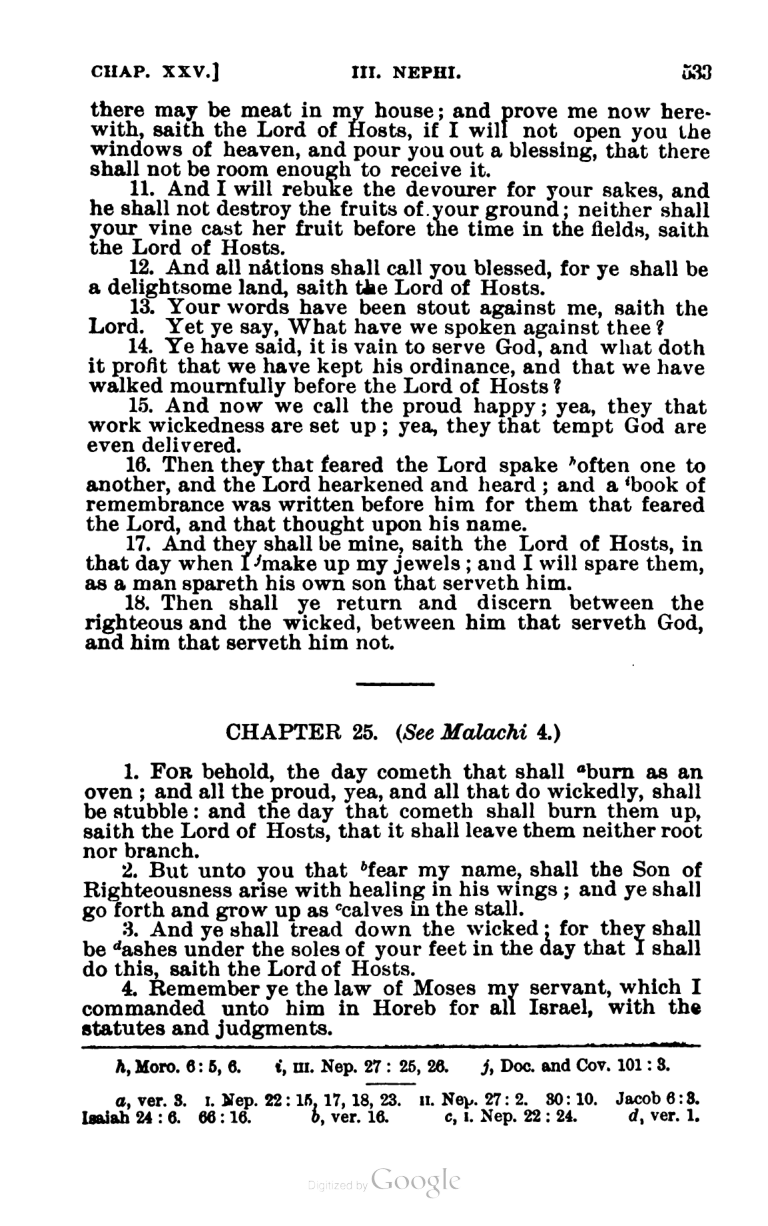 CHAP. XXV.] III. NEPHI. 533
there may be meat in my house; and prove me now here-
with, saith the Lord of Hosts, if I will not open you the
windows of heaven, and pour you out a blessing, that there
shall not be room enough to receive it.
11. And I will rebuke the devourer for your sakes, and
he shall not destroy the fruits of your ground; neither shall
your vine cast her fruit before the time in the fields, saith
the Lord of Hosts.
12. And all nations shall call you blessed, for ye shall be
a delightsome land, saith the Lord of Hosts.
13. Your words have been stout against me, saith the
Lord. Yet ye say, What have we spoken against thee?
14. Ye have said, it is vain to serve God, and what doth
it profit that we have kept his ordinance, and that we have
walked mournfully before the Lord of Hosts?
15. And now we call the proud happy; yea, they that
work wickedness are set up; yea, they that tempt God are
even delivered.
16. Then they that feared the Lord spake ʰoften one to
another, and the Lord hearkened and heard; and a ⁱbook of
remembrance was written before him for them that feared
the Lord, and that thought upon his name.
17. And they shall be mine, saith the Lord of Hosts, in
that day when I ʲmake up my jewels; and I will spare them,
as a man spareth his own son that serveth him.
18. Then shall ye return and discern between the
righteous and the wicked, between him that serveth God,
and him that serveth him not.
CHAPTER 25. (See Malachi 4.)
1. FOR behold, the day cometh that shall ᵃburn as an
oven; and all the proud, yea, and all that do wickedly, shall
be stubble: and the day that cometh shall burn them up,
saith the Lord of Hosts, that it shall leave them neither root
nor branch.
2. But unto you that ᵇfear my name, shall the Son of
Righteousness arise with healing in his wings; and ye shall
go forth and grow up as ᶜcalves in the stall.
3. And ye shall tread down the wicked; for they shall
be ᵈashes under the soles of your feet in the day that I shall
do this, saith the Lord of Hosts.
4. Remember ye the law of Moses my servant, which I
commanded unto him in Horeb for all Israel, with the
statutes and judgments.
h, Moro. 6:5, 6. i, III. Nep. 27: 25, 26. j, Doc. and Cov. 101:3.
a, ver. 3. I. Nep. 22:15, 17, 18, 23. II. Nep. 27:2. 30:10. Jacob 6:3.
Isaiah 24:6. 66:16. b, ver. 16. c, I. Nep. 22:24. d, ver. 1.
Digitized by Google